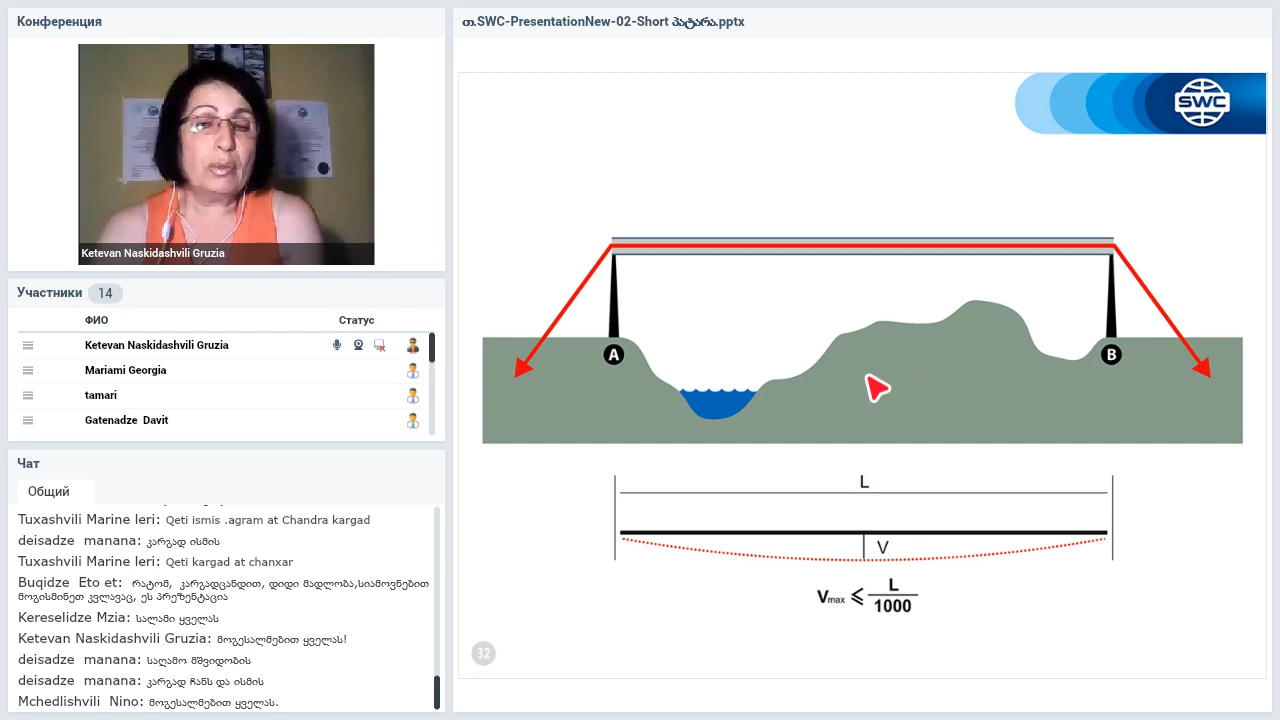 Конференция
Ketevan Naskidashvili Gruzia
Участники 14
ФИО Статус
Ketevan Naskidashvili Gruzia
Mariami Georgia
tamari
Gatenadze Davit
Чат
Общий
Tuxashvili Marine Ieri: Qeti ismis .agram at Chandra kargad
deisadze manana: კარგად ისმის
Tuxashvili Marine Ieri: Qeti kargad at chanxar
Buqidze Eto et: რატომ, კარგადცანდით, დიდი მადლობა,სიამოვნებით
მოგისმინეთ კვლავაც, ეს პრეზენტაცია
Kereselidze Mzia: სალამი ყველას
Ketevan Naskidashvili Gruzia: მოგესალმებით ყველას!
deisadze manana: საღამო მშვიდობის
deisadze manana: კარგად ჩანს და ისმის
Mchedlishvili Nino: მოგესალმებით ყველას.
თ.SWC-PresentationNew-02-Short პატარა.pptx
SWC
A
B
L
V
Vmax ⩽ L
1000
32